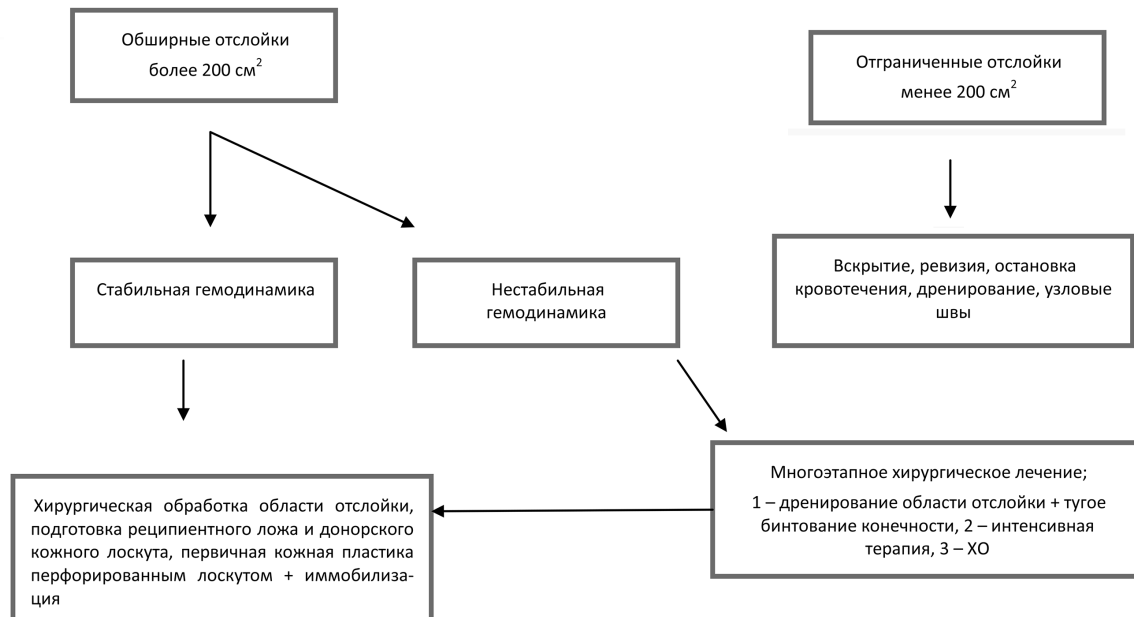 Обширные отслойки
более 200 см²
Отграниченные отслойки
менее 200 см²
Стабильная гемодинамика
Нестабильная
гемодинамика
Вскрытие, ревизия, остановка
кровотечения, дренирование, узловые
швы
Хирургическая обработка области отслойки,
подготовка реципиентного ложа и донорского
кожного лоскута, первичная кожная пластика
перфорированным лоскутом + иммобилиза-
ция
Многоэтапное хирургическое лечение;
1 – дренирование области отслойки + тугое
бинтование конечности, 2 – интенсивная
терапия, 3 – ХО